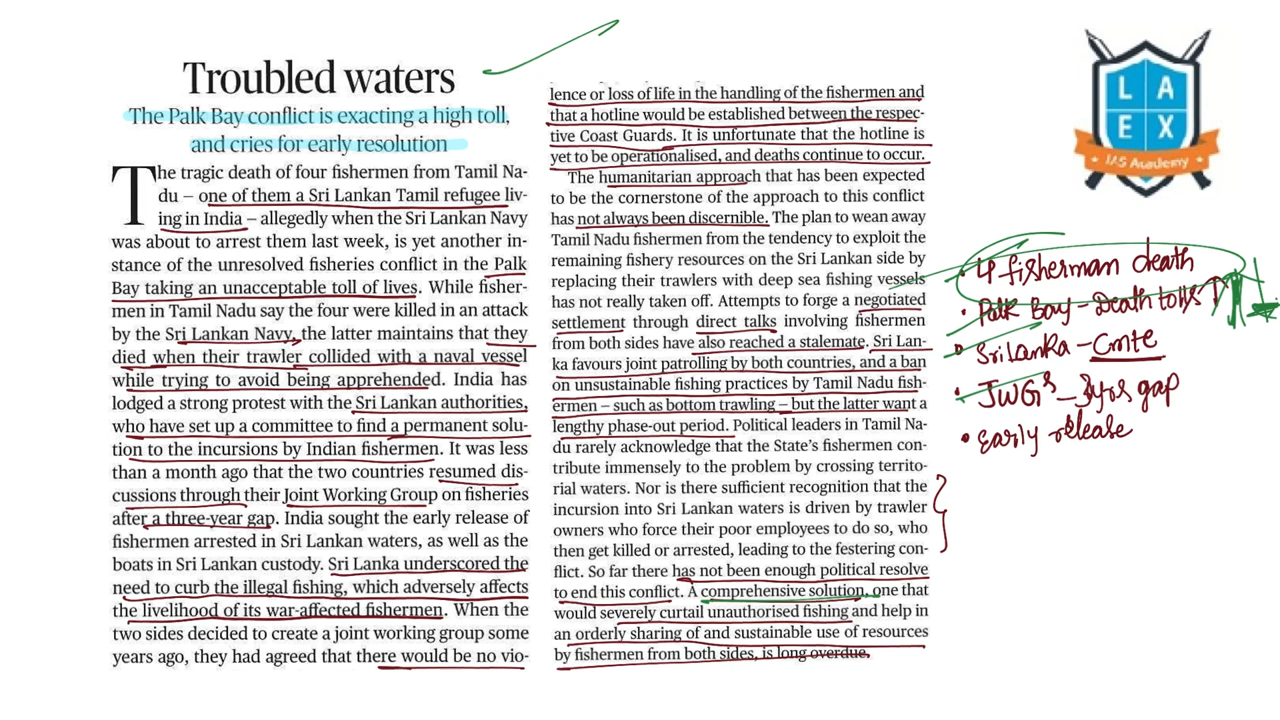 Troubled waters
The Palk Bay conflict is exacting a high toll,
and cries for early resolution
The tragic death of four fishermen from Tamil Na-
du – one of them a Sri Lankan Tamil refugee liv-
ing in India – allegedly when the Sri Lankan Navy
was about to arrest them last week, is yet another in-
stance of the unresolved fisheries conflict in the Palk
Bay taking an unacceptable toll of lives. While fisher-
men in Tamil Nadu say the four were killed in an attack
by the Sri Lankan Navy, the latter maintains that they
died when their trawler collided with a naval vessel
while trying to avoid being apprehended. India has
lodged a strong protest with the Sri Lankan authorities,
who have set up a committee to find a permanent solu-
tion to the incursions by Indian fishermen. It was less
than a month ago that the two countries resumed dis-
cussions through their Joint Working Group on fisheries
after a three-year gap. India sought the early release of
fishermen arrested in Sri Lankan waters, as well as the
boats in Sri Lankan custody. Sri Lanka underscored the
need to curb the illegal fishing, which adversely affects
the livelihood of its war-affected fishermen. When the
two sides decided to create a joint working group some
years ago, they had agreed that there would be no vio-
lence or loss of life in the handling of the fishermen and
that a hotline would be established between the respec-
tive Coast Guards. It is unfortunate that the hotline is
yet to be operationalised, and deaths continue to occur.
The humanitarian approach that has been expected
to be the cornerstone of the approach to this conflict
has not always been discernible. The plan to wean away
Tamil Nadu fishermen from the tendency to exploit the
remaining fishery resources on the Sri Lankan side by
replacing their trawlers with deep sea fishing vessels
has not really taken off. Attempts to forge a negotiated
settlement through direct talks involving fishermen
from both sides have also reached a stalemate. Sri Lan-
ka favours joint patrolling by both countries, and a ban
on unsustainable fishing practices by Tamil Nadu fish-
ermen – such as bottom trawling – but the latter want a
lengthy phase-out period. Political leaders in Tamil Na-
du rarely acknowledge that the State's fishermen con-
tribute immensely to the problem by crossing territo-
rial waters. Nor is there sufficient recognition that the
incursion into Sri Lankan waters is driven by trawler
owners who force their poor employees to do so, who
then get killed or arrested, leading to the festering con-
flict. So far there has not been enough political resolve
to end this conflict. A comprehensive solution, one that
would severely curtail unauthorised fishing and help in
an orderly sharing of and sustainable use of resources
by fishermen from both sides, is long overdue.
LAEX
IAS Academy
• 4 fisherman death
• Palk Bay – Death tolls ↑
• Sri Lanka – Cmte
• JWGs – 3yrs gap
• Early release